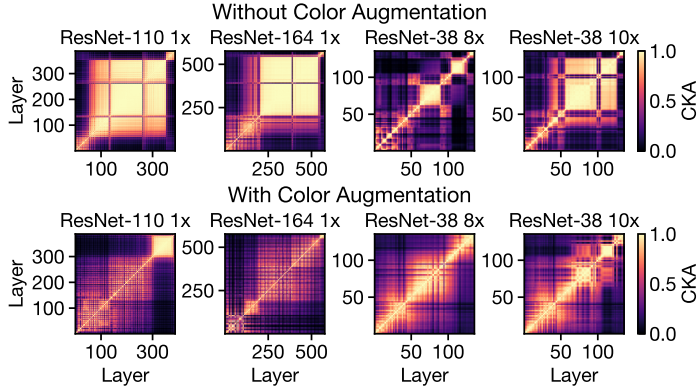 Without Color Augmentation
ResNet-110 1x ResNet-164 1x ResNet-38 8x ResNet-38 10x
Layer
300
200
100
100 300
500
250
250 500
100
50
50 100
100
50
50 100
1.0
0.5
0.0
CKA
With Color Augmentation
ResNet-110 1x ResNet-164 1x ResNet-38 8x ResNet-38 10x
Layer
300
200
100
100 300
Layer
500
250
250 500
Layer
100
50
50 100
Layer
100
50
50 100
Layer
1.0
0.5
0.0
CKA